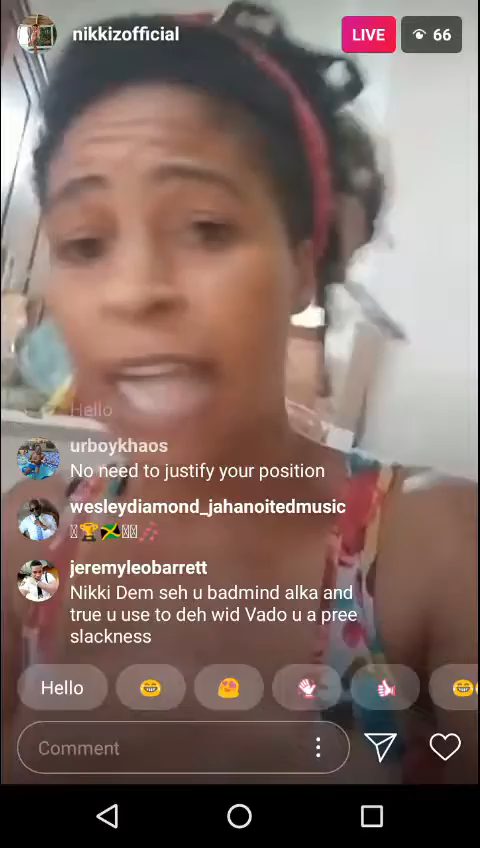 nikkizofficial
LIVE
66
Hello
urboykhaos
No need to justify your position
wesleydiamond_jahanoitedmusic
🏆🇯🇲🎶
jeremyleobarrett
Nikki Dem seh u badmind alka and
true u use to deh wid Vado u a pree
slackness
Hello 😂 😍 👋 👍 😂
Comment